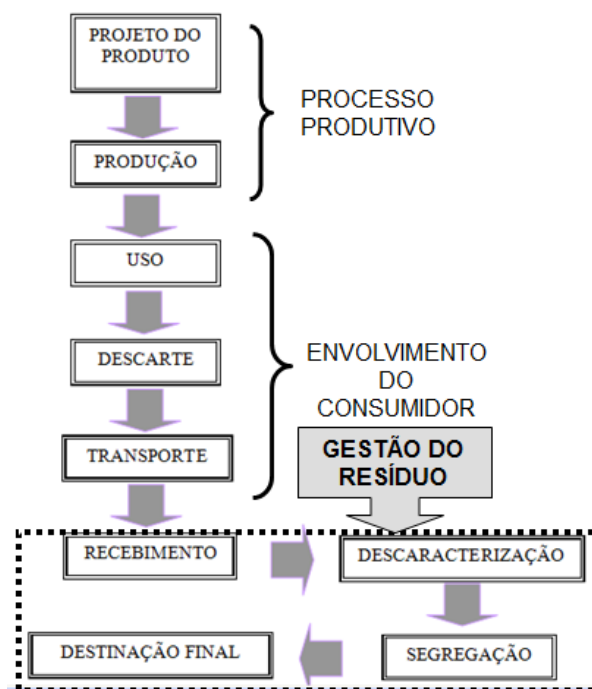 PROJETO DO
PRODUTO
PROCESSO
PRODUTIVO
PRODUÇÃO
USO
DESCARTE
ENVOLVIMENTO
DO
CONSUMIDOR
TRANSPORTE
GESTÃO DO
RESÍDUO
RECEBIMENTO
DESCARACTERIZAÇÃO
DESTINAÇÃO FINAL
SEGREGAÇÃO